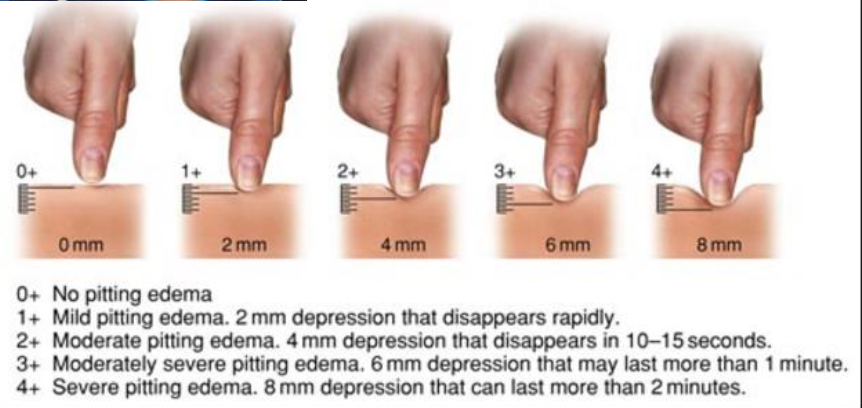 0+
1+
2+
3+
4+
0 mm
2 mm
4 mm
6 mm
8 mm
0+ No pitting edema
1+ Mild pitting edema. 2 mm depression that disappears rapidly.
2+ Moderate pitting edema. 4 mm depression that disappears in 10–15 seconds.
3+ Moderately severe pitting edema. 6 mm depression that may last more than 1 minute.
4+ Severe pitting edema. 8 mm depression that can last more than 2 minutes.